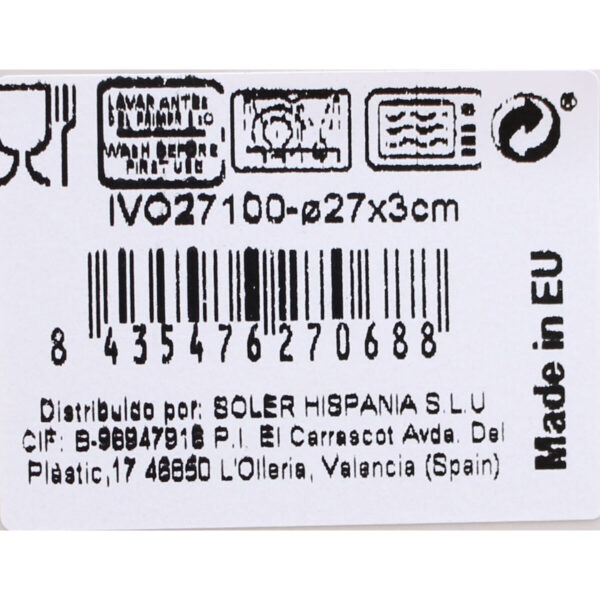 LAVAR ANTES
DEL PRIMER USO
WASH BEFORE
FIRST USE
®
IVO27100-ø27x3cm
8 435476 270688
Made in EU
Distribuido por: SOLER HISPANIA S.L.U
CIF: B-96947916 P.I. El Carrascot Avda. Del
Plàstic,17 46850 L'Olleria, Valencia (Spain)